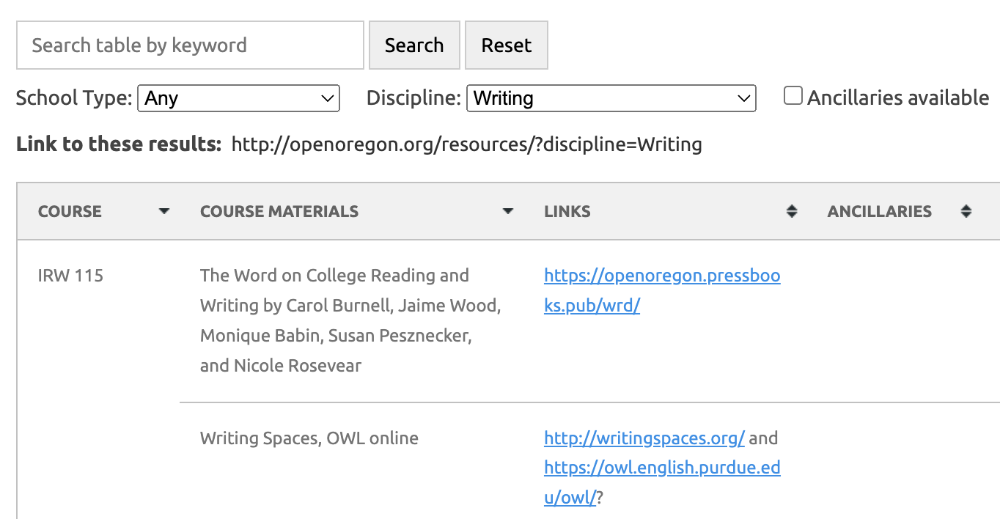 Search table by keyword Search Reset
School Type: Any Discipline: Writing Ancillaries available
Link to these results: http://openoregon.org/resources/?discipline=Writing
COURSE COURSE MATERIALS LINKS ANCILLARIES
IRW 115 The Word on College Reading and https://openoregon.pressboo
Writing by Carol Burnell, Jaime Wood, ks.pub/wrd/
Monique Babin, Susan Pesznecker,
and Nicole Rosevear
Writing Spaces, OWL online http://writingspaces.org/ and
https://owl.english.purdue.ed
u/owl/?